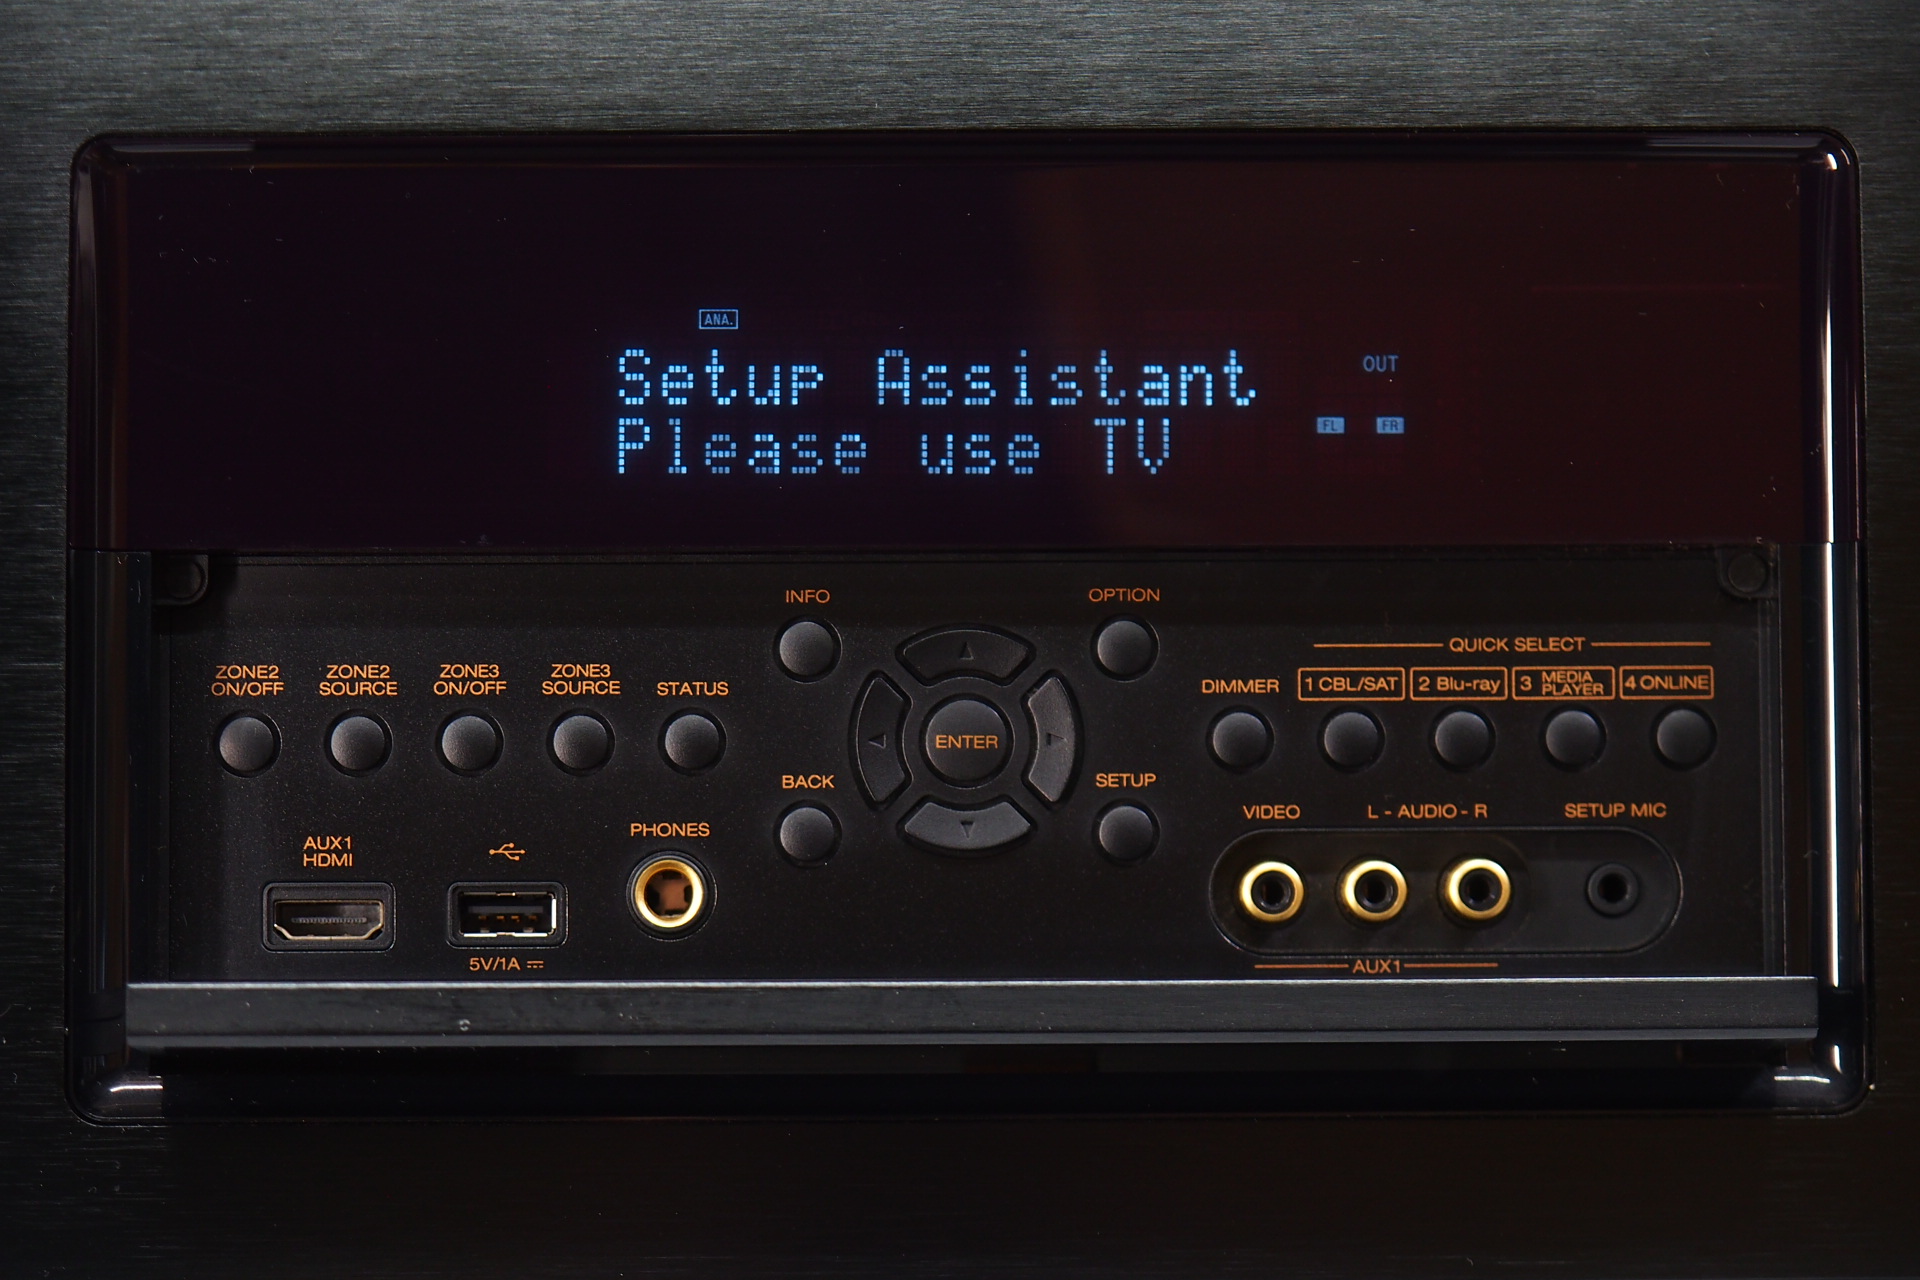 ANA.
Setup Assistant
OUT
Please use TV
FL FR
INFO
OPTION
QUICK SELECT
ZONE2
ON/OFF
ZONE2
SOURCE
ZONE3
ON/OFF
ZONE3
SOURCE
STATUS
DIMMER
1 CBL/SAT
2 Blu-ray
3 MEDIA
PLAYER
4 ONLINE
ENTER
BACK
SETUP
VIDEO
L - AUDIO - R
SETUP MIC
PHONES
AUX1
HDMI
5V/1A
AUX1